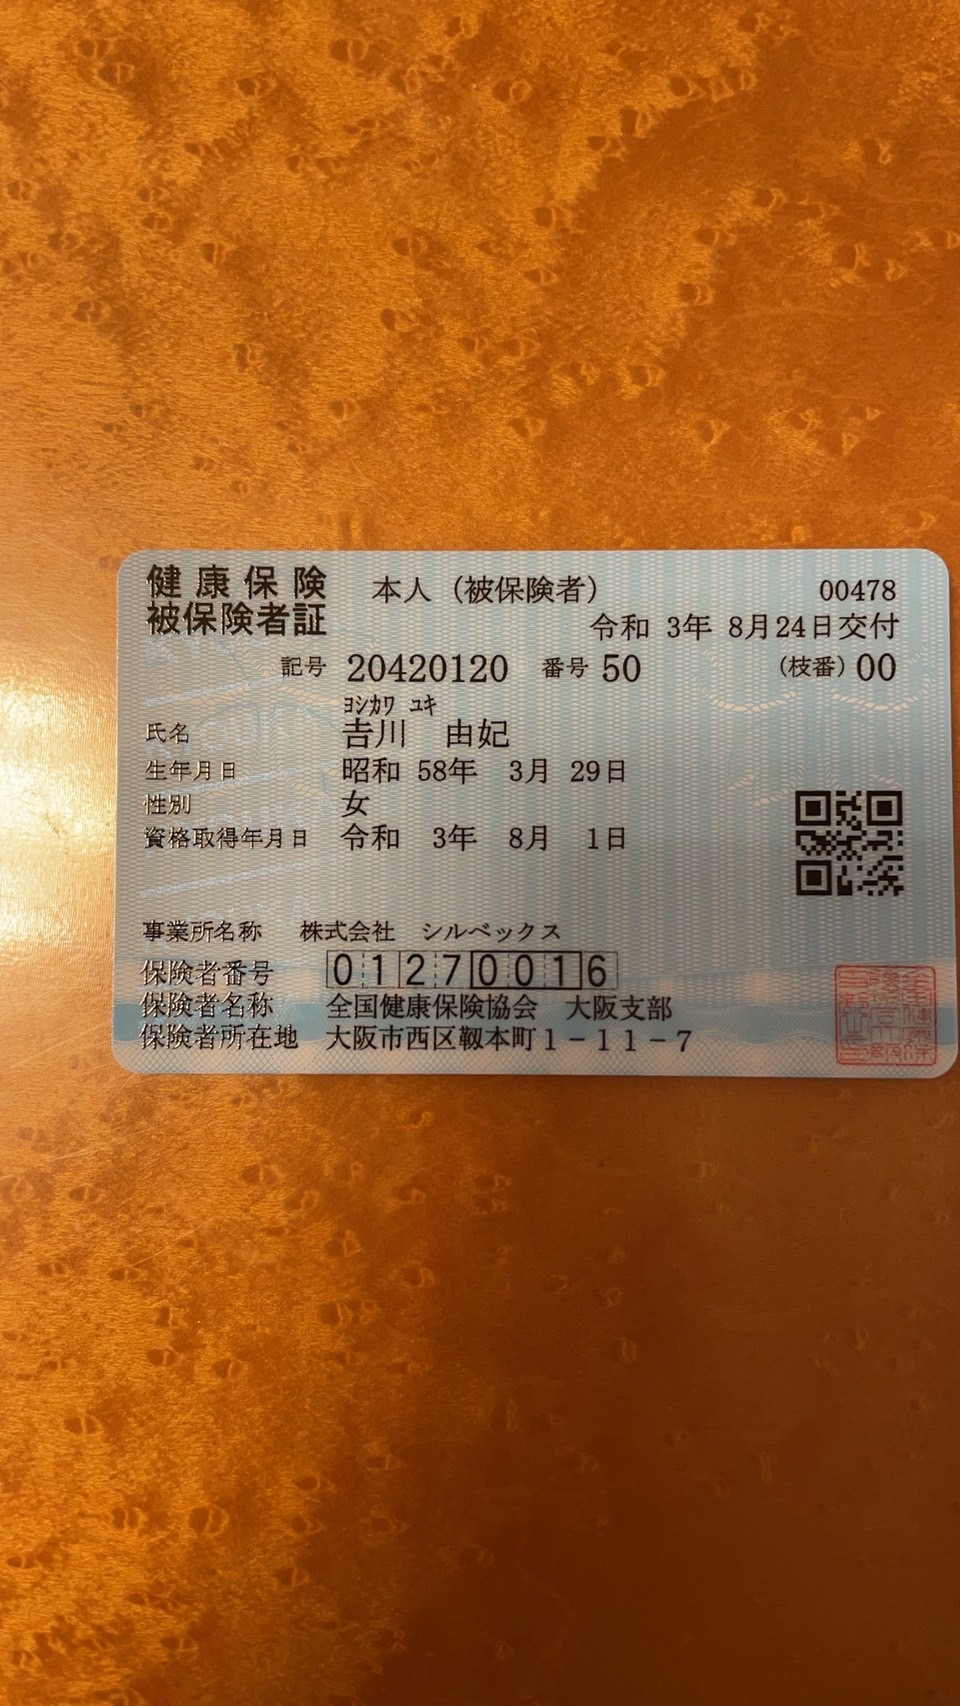 健康保険 本人（被保険者） 00478
被保険者証 令和 3年 8月24日交付
記号 20420120 番号 50 （枝番）00
ﾖｼｶﾜ ﾕｷ
氏名 𠮷川 由妃
生年月日 昭和 58年 3月 29日
性別 女
資格取得年月日 令和 3年 8月 1日
事業所名称 株式会社 シルベックス
保険者番号 01270016
保険者名称 全国健康保険協会 大阪支部
保険者所在地 大阪市西区靱本町1－11－7